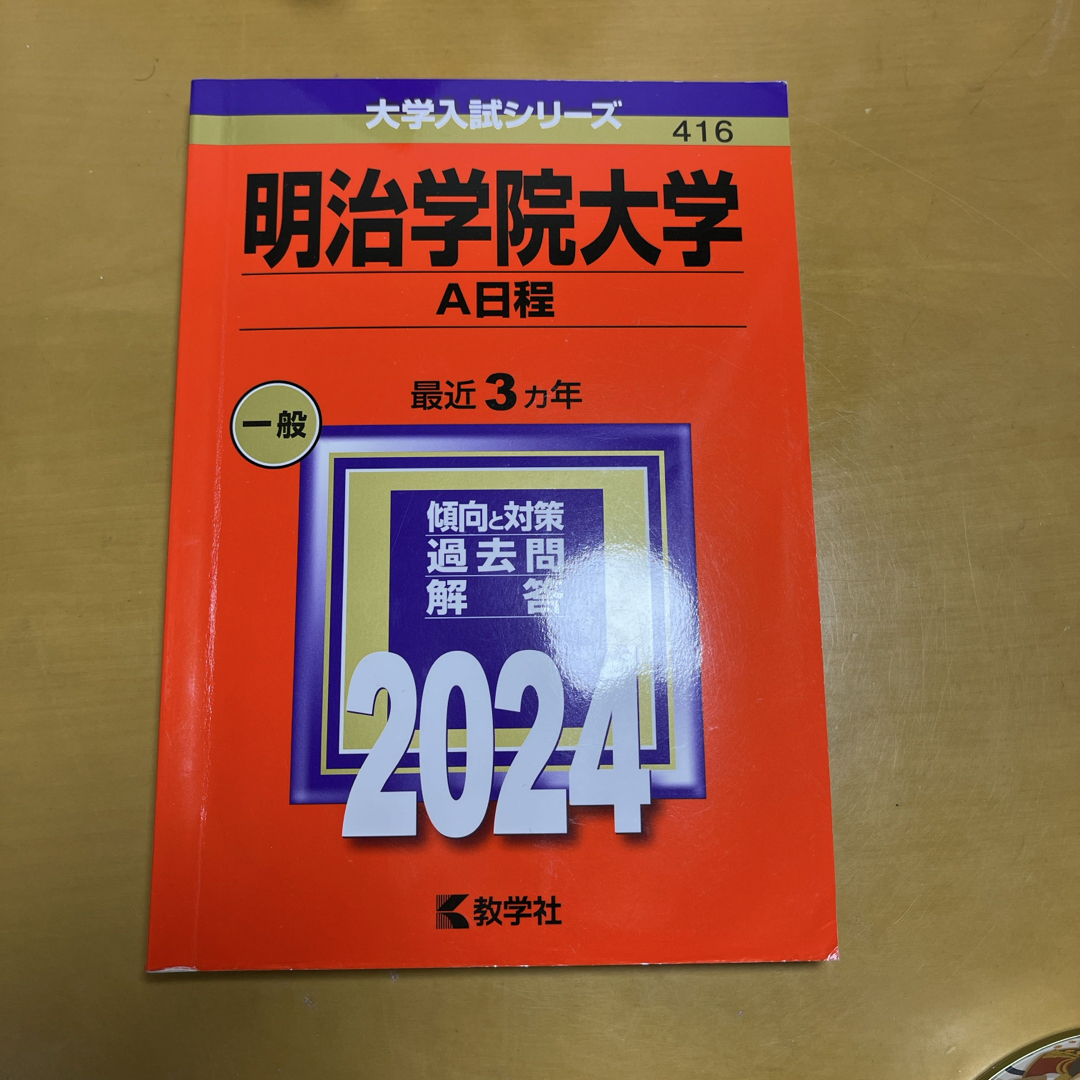 大学入試シリーズ
416
明治学院大学
A日程
最近3カ年
一般
傾向と対策
過去問
解答
2024
教学社